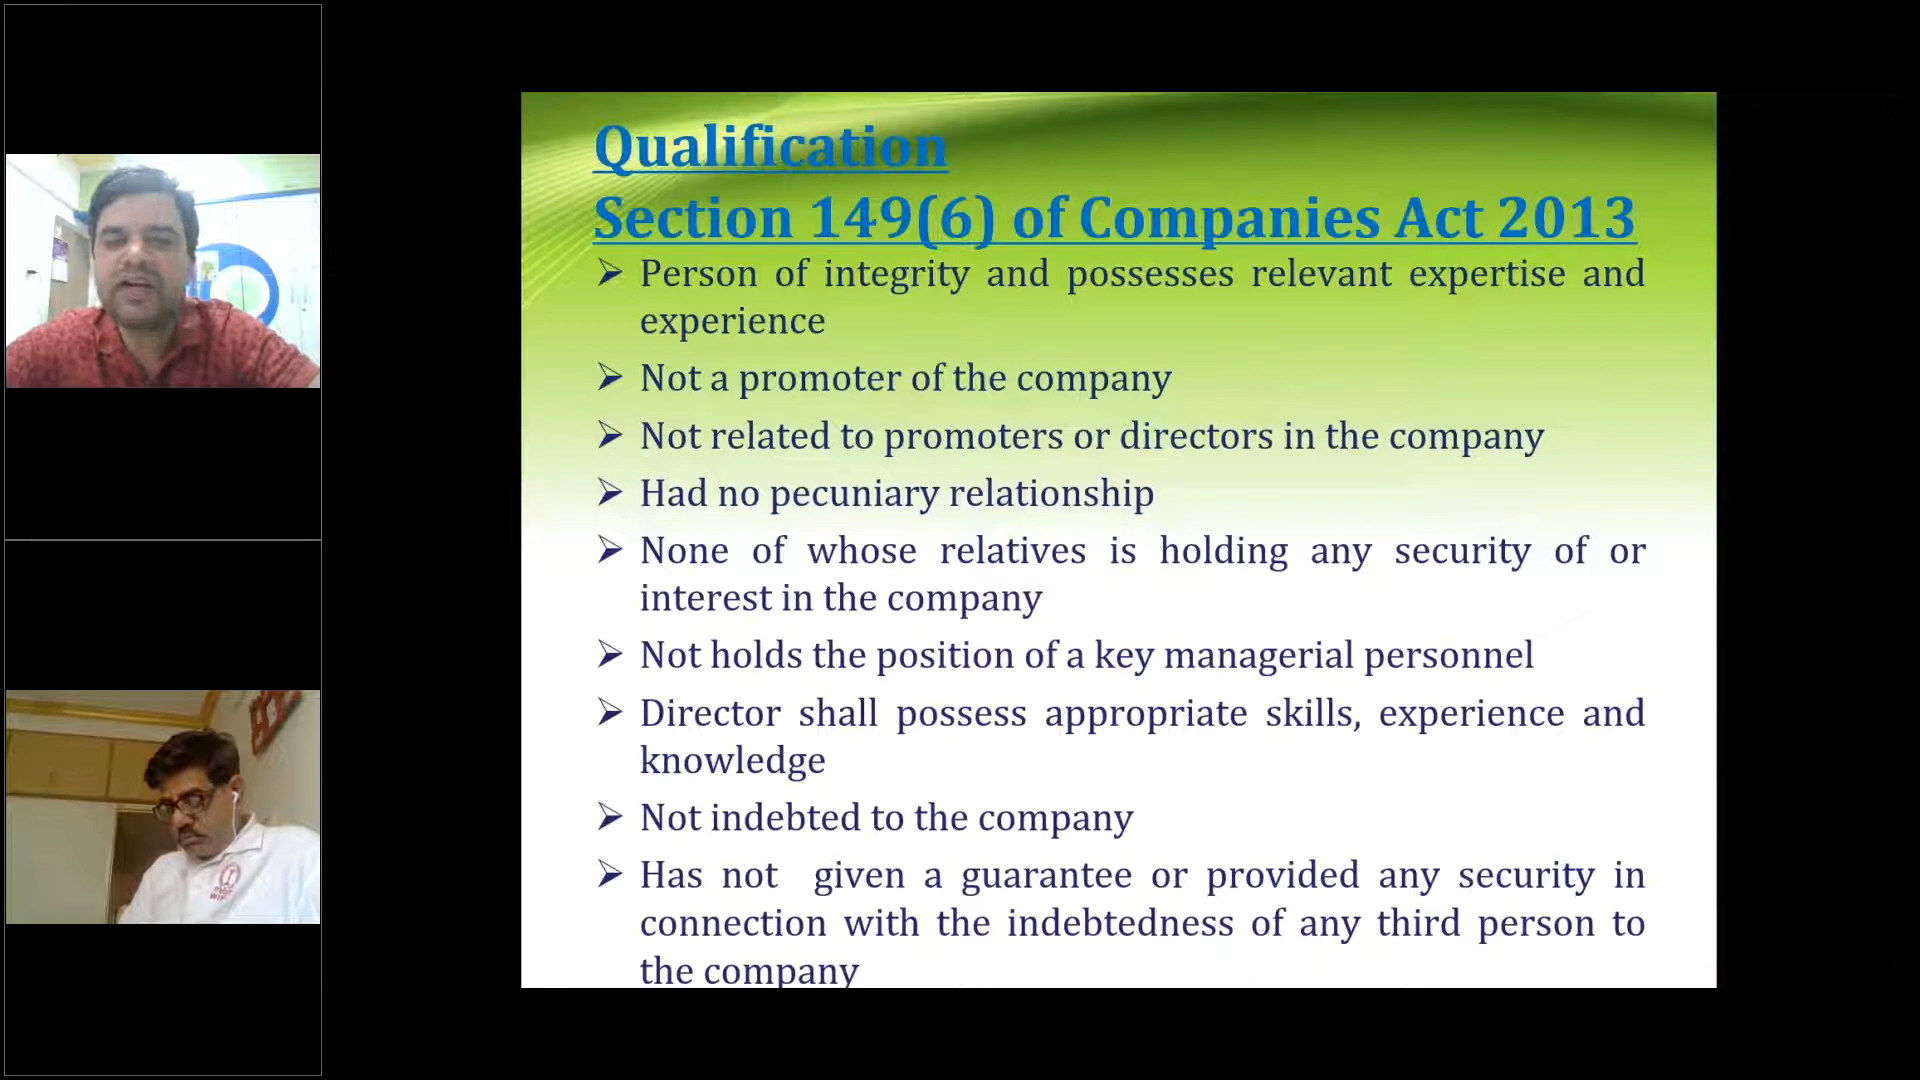 Qualification
Section 149(6) of Companies Act 2013
➢ Person of integrity and possesses relevant expertise and
experience
➢ Not a promoter of the company
➢ Not related to promoters or directors in the company
➢ Had no pecuniary relationship
➢ None of whose relatives is holding any security of or
interest in the company
➢ Not holds the position of a key managerial personnel
➢ Director shall possess appropriate skills, experience and
knowledge
➢ Not indebted to the company
➢ Has not given a guarantee or provided any security in
connection with the indebtedness of any third person to
the company